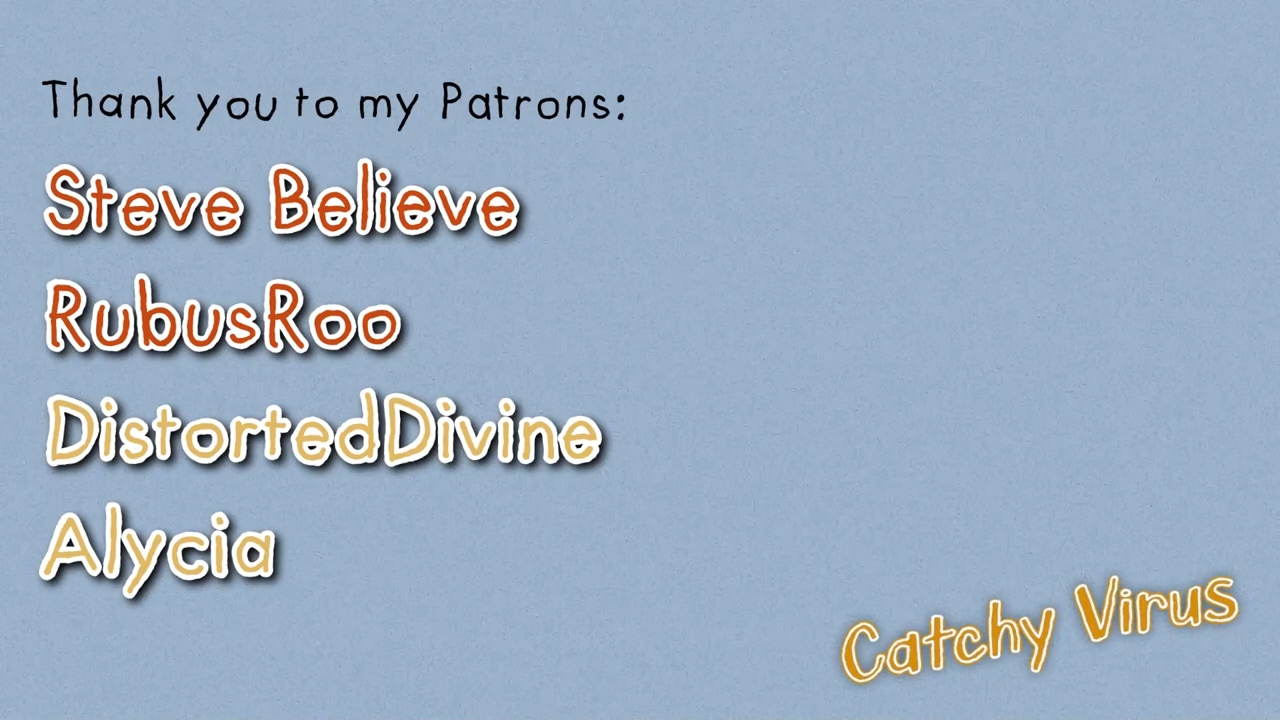 Thank you to my Patrons:
Steve Believe
RubusRoo
DistortedDivine
Alycia
Catchy Virus